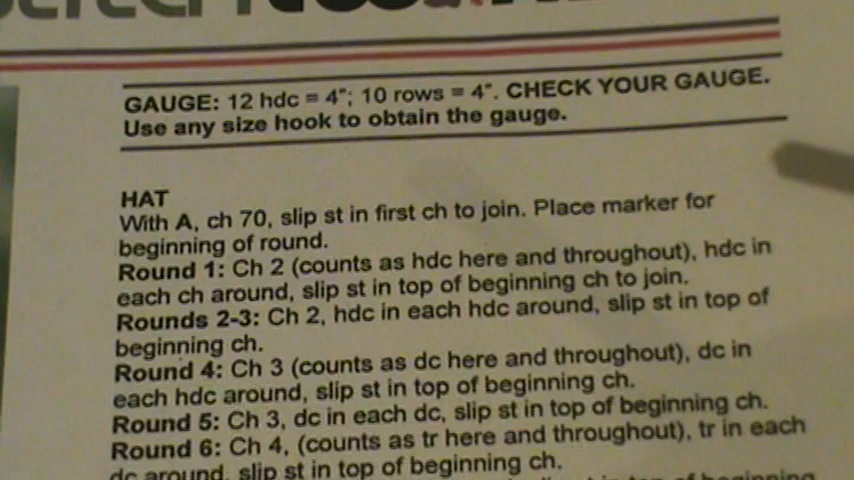 GAUGE: 12 hdc = 4"; 10 rows = 4". CHECK YOUR GAUGE.
Use any size hook to obtain the gauge.
HAT
With A, ch 70, slip st in first ch to join. Place marker for
beginning of round.
Round 1: Ch 2 (counts as hdc here and throughout), hdc in
each ch around, slip st in top of beginning ch to join.
Rounds 2-3: Ch 2, hdc in each hdc around, slip st in top of
beginning ch.
Round 4: Ch 3 (counts as dc here and throughout), dc in
each hdc around, slip st in top of beginning ch.
Round 5: Ch 3, dc in each dc, slip st in top of beginning ch.
Round 6: Ch 4, (counts as tr here and throughout), tr in each
dc around, slip st in top of beginning ch.
in top of beginning